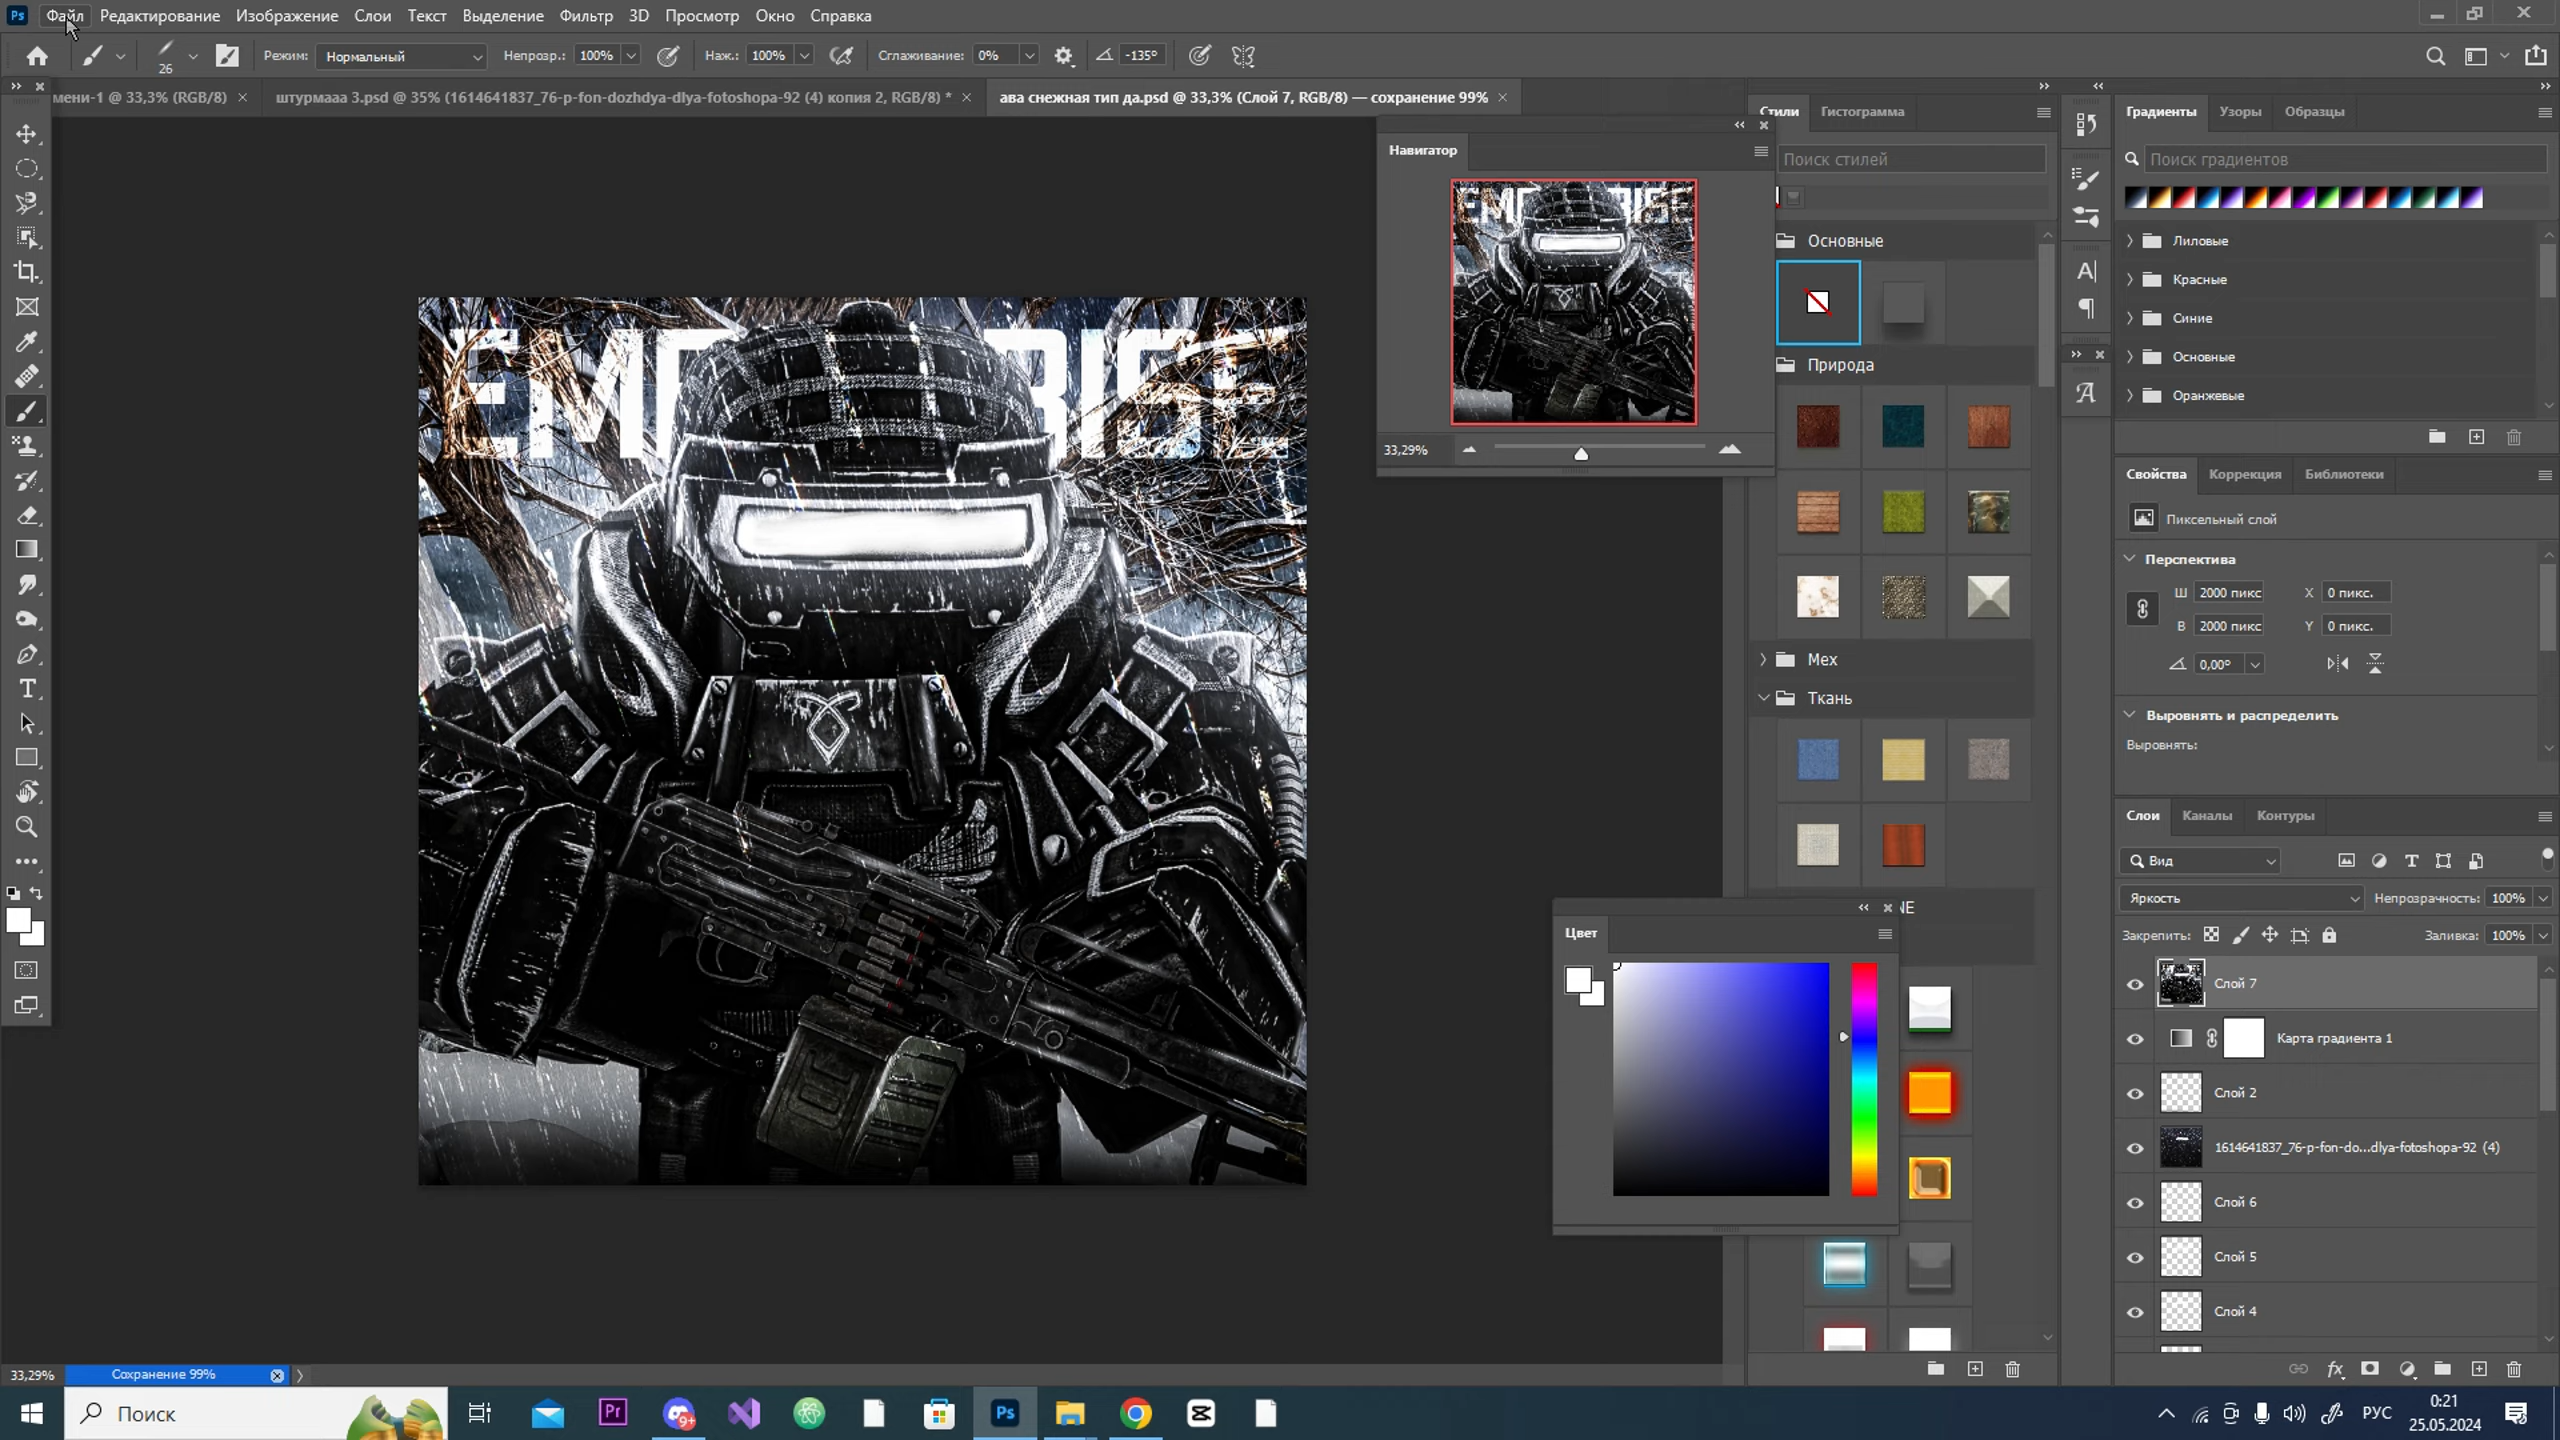 Ps Файл Редактирование Изображение Слои Текст Выделение Фильтр 3D Просмотр Окно Справка
26 Режим: Нормальный Непрозр.: 100% Наж.: 100% Сглаживание: 0% -135°
мени-1 @ 33,3% (RGB/8) штурмааа 3.psd @ 35% (1614641837_76-p-fon-dozhdya-dlya-fotoshopa-92 (4) копия 2, RGB/8) * ава снежная тип да.psd @ 33,3% (Слой 7, RGB/8) — сохранение 99%
Навигатор
33,29%
Стили Гистограмма
Поиск стилей
Основные
Природа
Мех
Ткань
NE
Цвет
Градиенты Узоры Образцы
Поиск градиентов
Лиловые
Красные
Синие
Основные
Оранжевые
Свойства Коррекция Библиотеки
Пиксельный слой
Перспектива
Ш 2000 пикс X 0 пикс.
В 2000 пикс Y 0 пикс.
0,00°
Выровнять и распределить
Выровнять:
Слои Каналы Контуры
Вид
Яркость Непрозрачность: 100%
Закрепить: Заливка: 100%
Слой 7
Карта градиента 1
Слой 2
1614641837_76-p-fon-do...dlya-fotoshopa-92 (4)
Слой 6
Слой 5
Слой 4
33,29% Сохранение 99%
Поиск Pr 9+ Ps РУС 0:21
25.05.2024